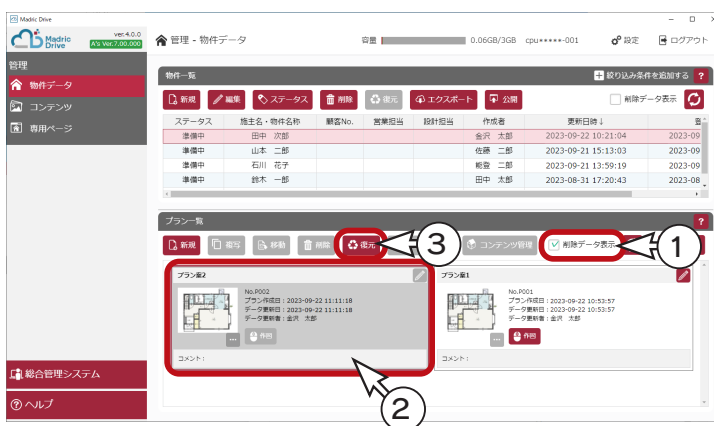 Madric Drive
Madric Drive
ver.4.0.0
A's Ver.7.00.000
管理 - 物件データ
容量
0.06GB/3GB
cpu*****-001
設定
ログアウト
管理
物件データ
コンテンツ
専用ページ
総合管理システム
ヘルプ
物件一覧
絞り込み条件を追加する
?
新規
編集
ステータス
削除
復元
エクスポート
公開
削除データ表示
ステータス 施主名・物件名称 顧客No. 営業担当 設計担当 作成者 更新日時↓
準備中 田中 次郎 金沢 太郎 2023-09-22 10:21:04 2023-09
準備中 山本 二郎 佐藤 二郎 2023-09-21 15:13:03 2023-09
準備中 石川 花子 能登 二郎 2023-09-21 13:59:19 2023-09
準備中 鈴木 一郎 田中 太郎 2023-08-31 17:20:43 2023-08
プラン一覧
新規
複写
移動
削除
復元
③
コンテンツ管理
削除データ表示
①
?
プラン案2
No.P002
プラン作成日：2023-09-22 11:11:18
データ更新日：2023-09-22 11:11:18
データ更新者：金沢 太郎
作図
コメント：
②
プラン案1
No.P001
プラン作成日：2023-09-22 10:53:57
データ更新日：2023-09-22 10:53:57
データ更新者：金沢 太郎
作図
コメント：